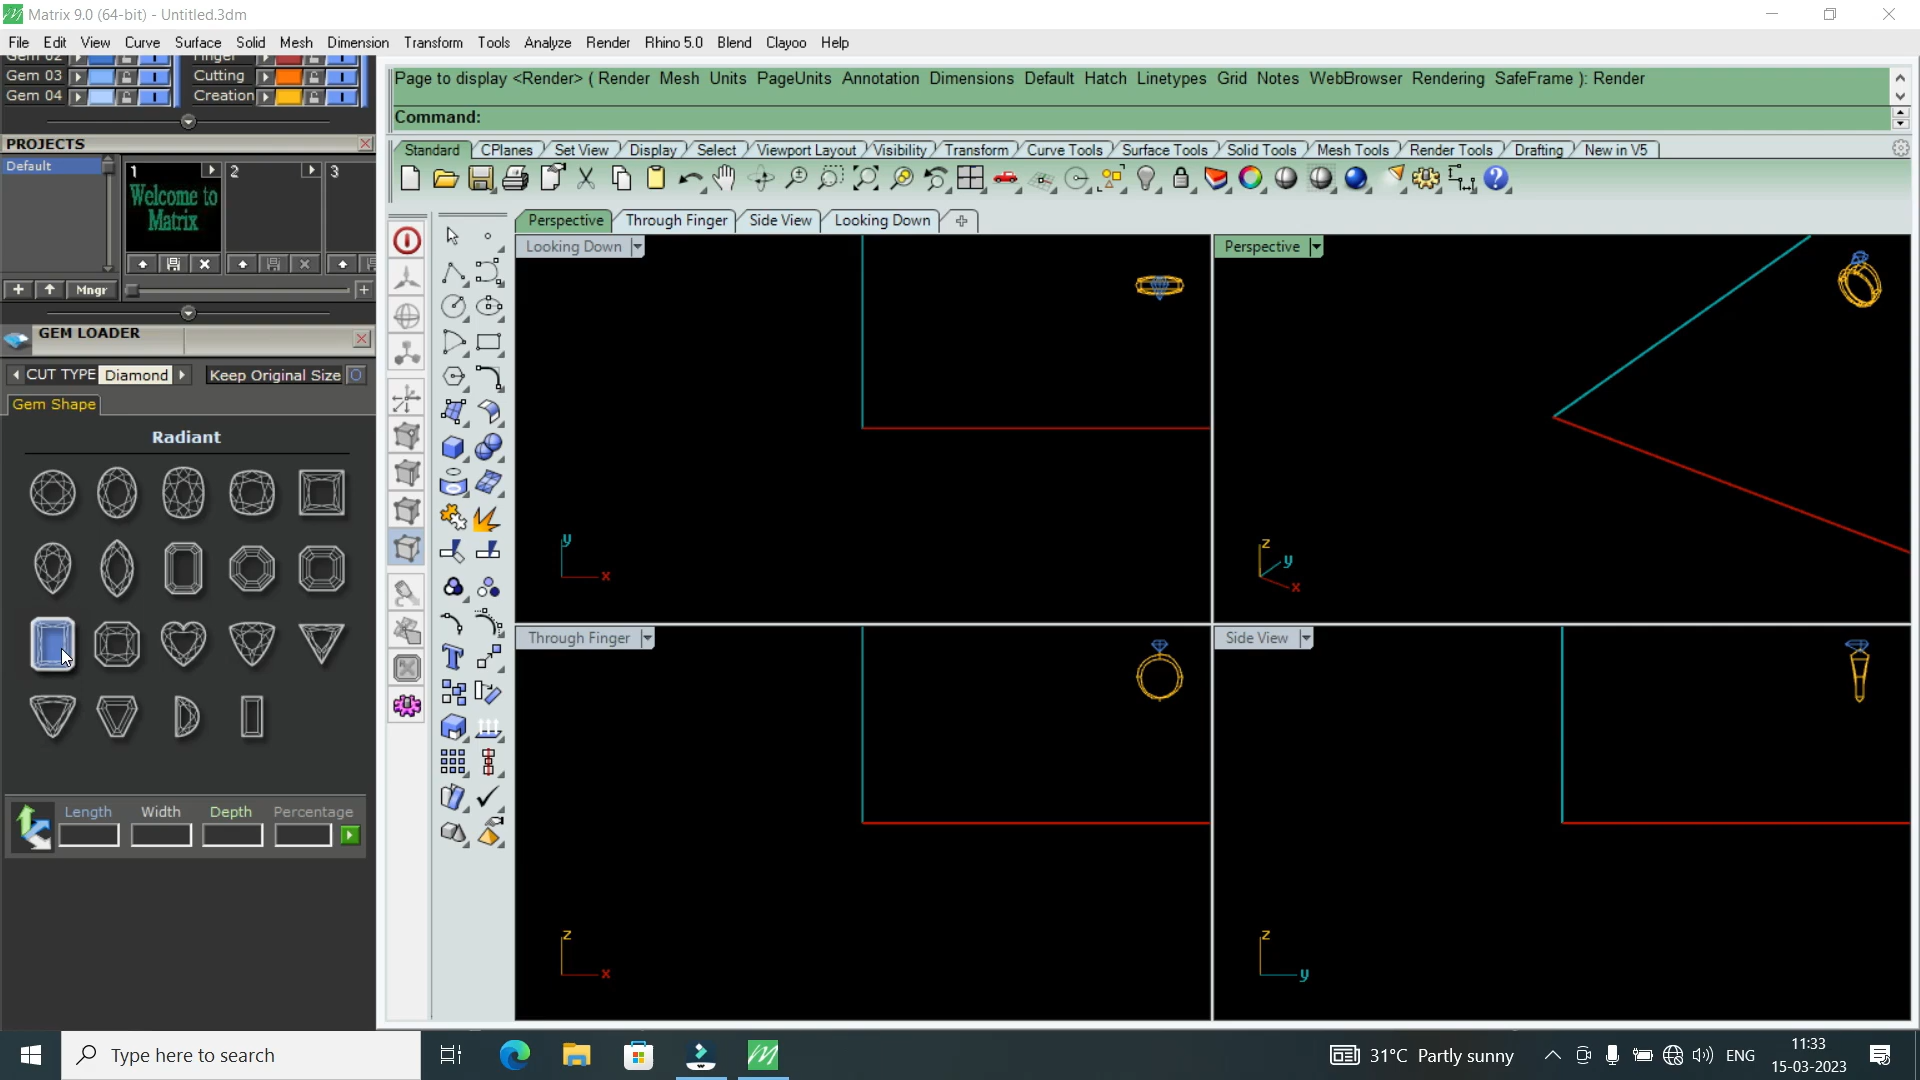 Matrix 9.0 (64-bit) - Untitled.3dm
File Edit View Curve Surface Solid Mesh Dimension Transform Tools Analyze Render Rhino 5.0 Blend Clayoo Help
Gem 02 Finger
Gem 03 Cutting
Gem 04 Creation
PROJECTS
Default
1 2 3
Welcome to
Matrix
Mngr
GEM LOADER
CUT TYPE Diamond Keep Original Size
Gem Shape
Radiant
Length Width Depth Percentage
Page to display <Render> ( Render Mesh Units PageUnits Annotation Dimensions Default Hatch Linetypes Grid Notes WebBrowser Rendering SafeFrame ): Render
Command:
Standard CPlanes Set View Display Select Viewport Layout Visibility Transform Curve Tools Surface Tools Solid Tools Mesh Tools Render Tools Drafting New in V5
Perspective Through Finger Side View Looking Down
Looking Down
y
x
Perspective
z
y
x
Through Finger
z
x
Side View
z
y
Type here to search
31°C Partly sunny
ENG
11:33
15-03-2023